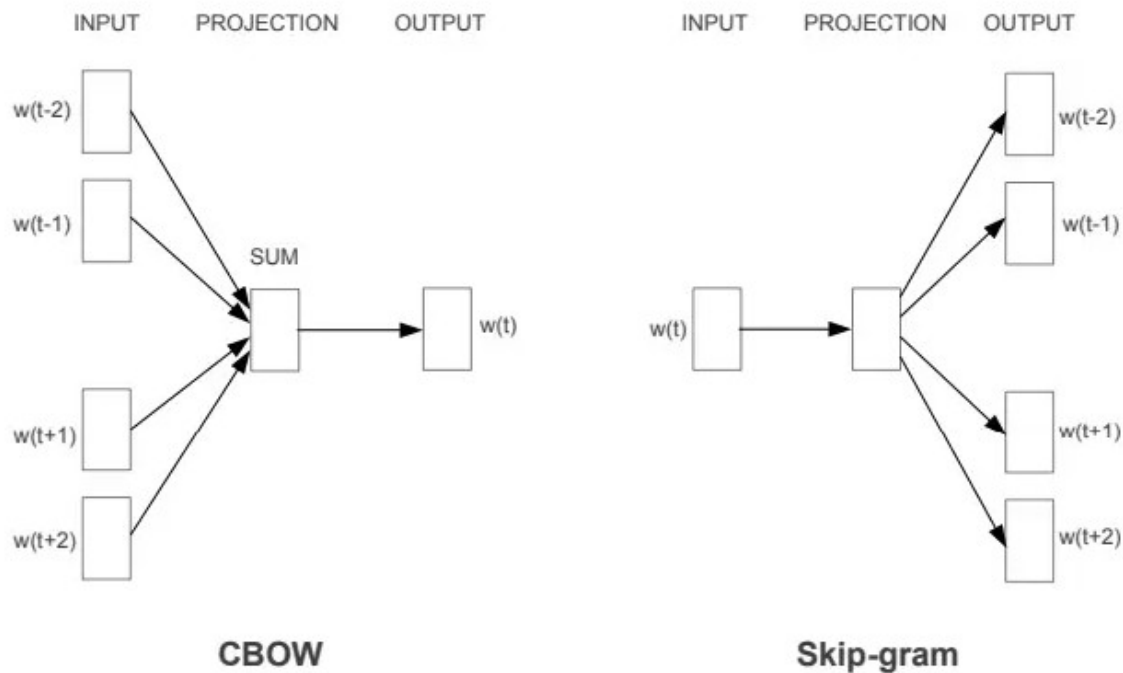 INPUT PROJECTION OUTPUT
w(t-2)
w(t-1)
SUM
w(t)
w(t+1)
w(t+2)
CBOW
INPUT PROJECTION OUTPUT
w(t-2)
w(t-1)
w(t)
w(t+1)
w(t+2)
Skip-gram